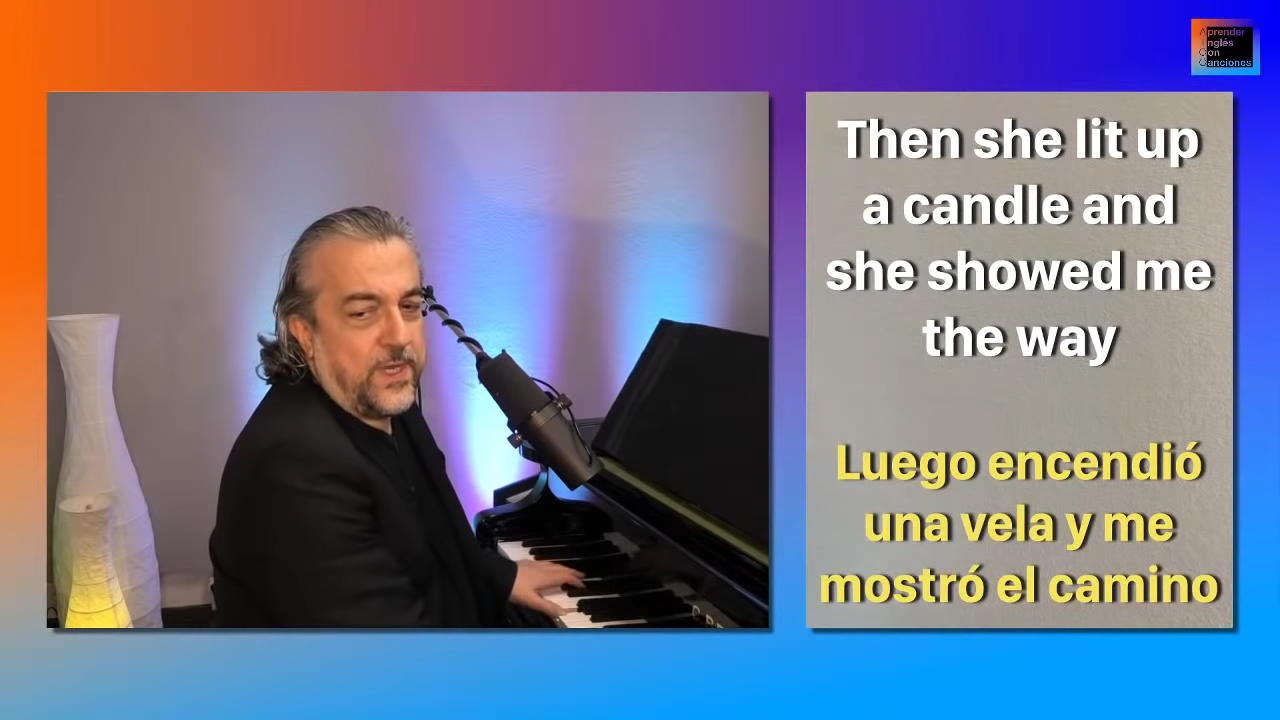 Aprender
Inglés
Con
Canciones
Then she lit up
a candle and
she showed me
the way
Luego encendió
una vela y me
mostró el camino